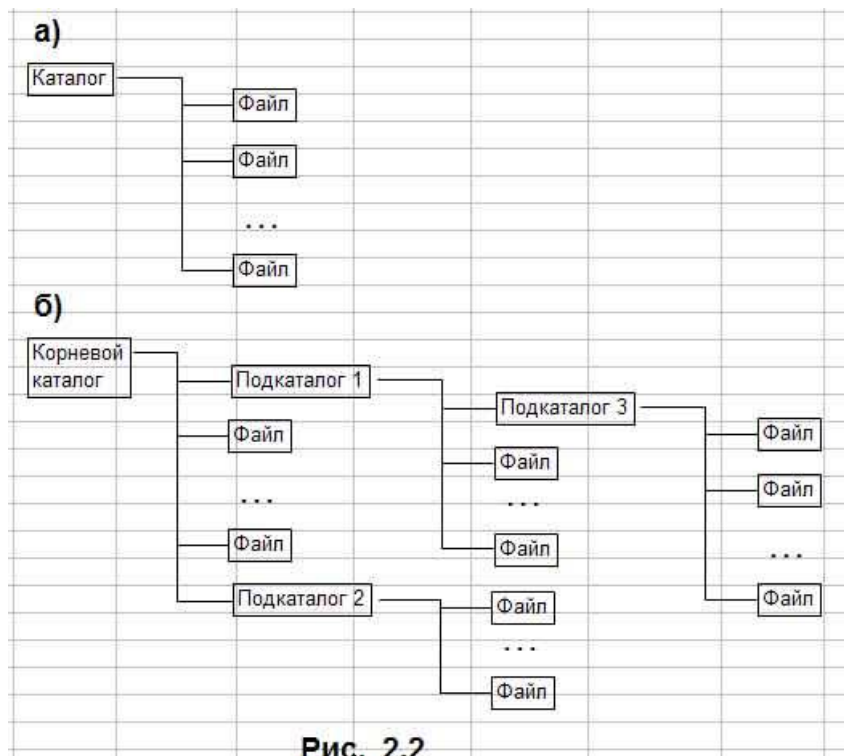 а)
Каталог
Файл
Файл
...
Файл
б)
Корневой
каталог
Подкаталог 1
Подкаталог 3
Файл
Файл
Файл
Файл
...
...
...
Файл
Файл
Файл
Подкаталог 2
Файл
...
Файл
Рис. 2.2